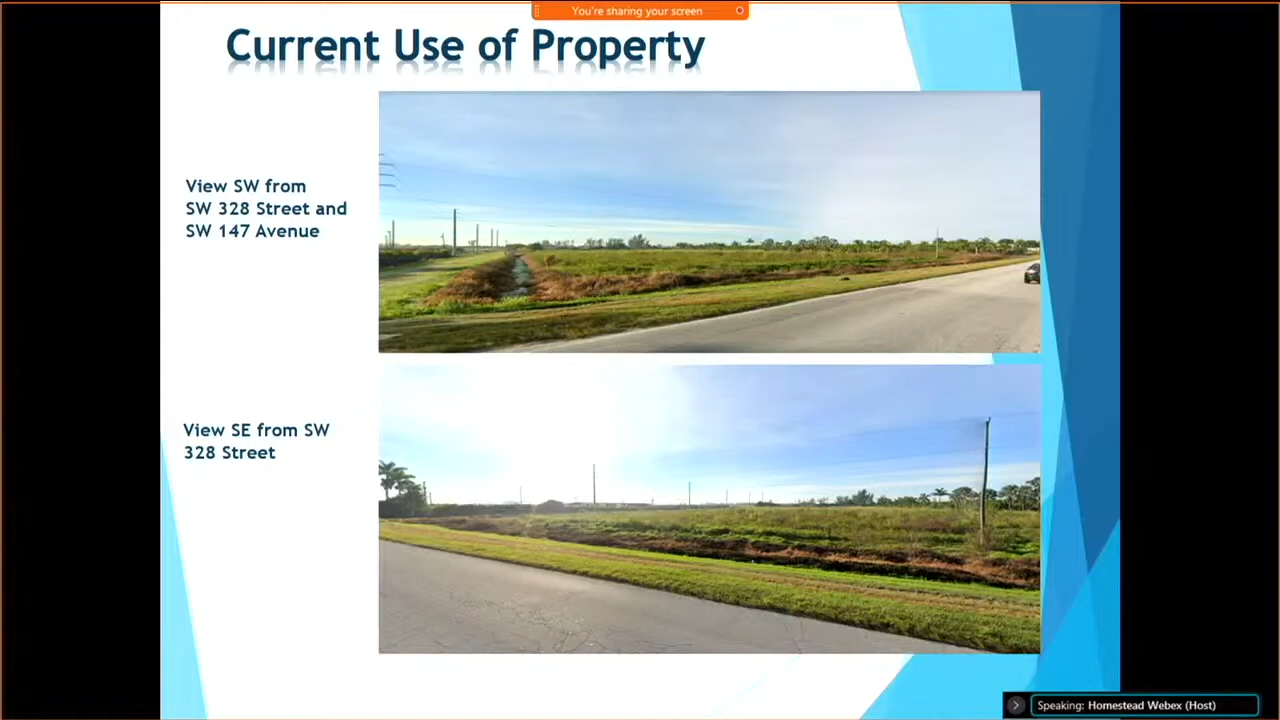 You're sharing your screen
Current Use of Property
View SW from
SW 328 Street and
SW 147 Avenue
View SE from SW
328 Street
Speaking: Homestead Webex (Host)